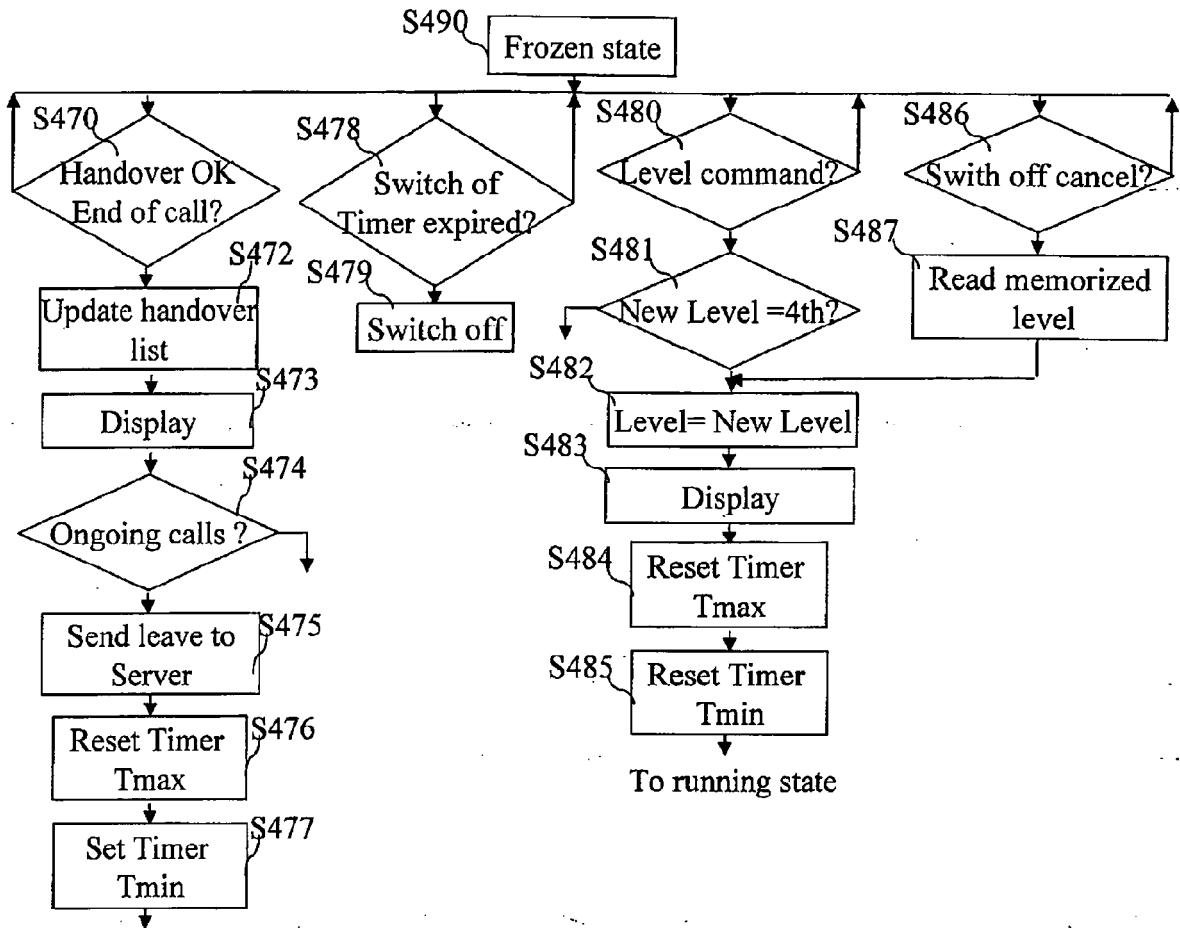 S490
Frozen state
S470
Handover OK
End of call?
S472
Update handover
list
S473
Display
S474
Ongoing calls ?
S475
Send leave to
Server
S476
Reset Timer
Tmax
S477
Set Timer
Tmin
S478
Switch of
Timer expired?
S479
Switch off
S480
Level command?
S481
New Level =4th?
S482
Level= New Level
S483
Display
S484
Reset Timer
Tmax
S485
Reset Timer
Tmin
To running state
S486
Swith off cancel?
S487
Read memorized
level